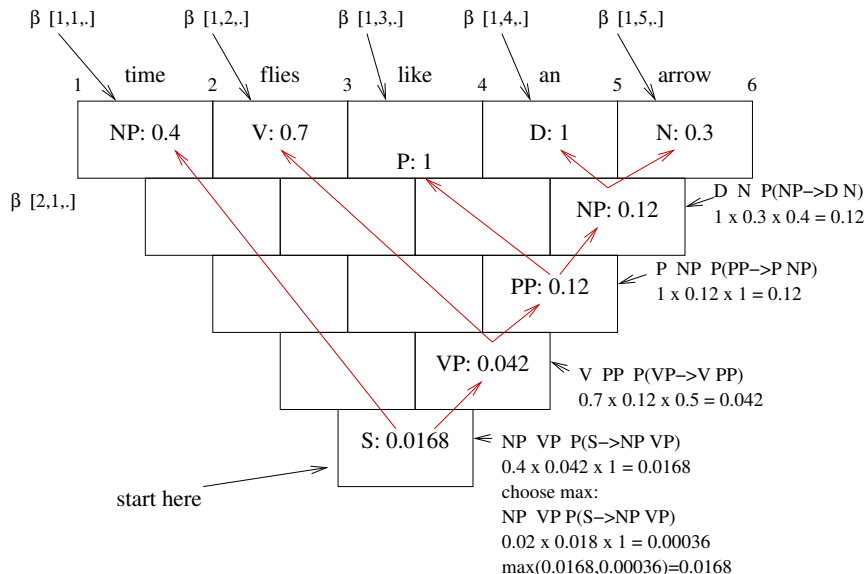 β [1,1,.] β [1,2,.] β [1,3,.] β [1,4,.] β [1,5,.]
time flies like an arrow
1 2 3 4 5 6
NP: 0.4 V: 0.7 D: 1 N: 0.3
P: 1
β [2,1,.]
NP: 0.12
D N P(NP->D N)
1 x 0.3 x 0.4 = 0.12
PP: 0.12
P NP P(PP->P NP)
1 x 0.12 x 1 = 0.12
VP: 0.042
V PP P(VP->V PP)
0.7 x 0.12 x 0.5 = 0.042
S: 0.0168
NP VP P(S->NP VP)
0.4 x 0.042 x 1 = 0.0168
start here
choose max:
NP VP P(S->NP VP)
0.02 x 0.018 x 1 = 0.00036
max(0.0168,0.00036)=0.0168